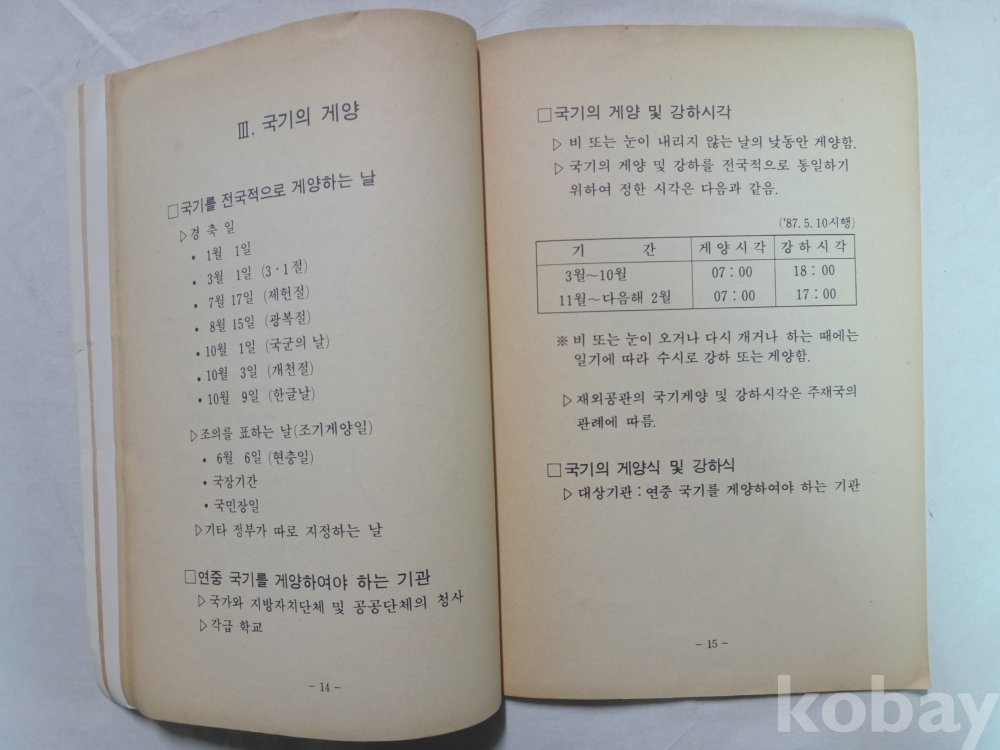 Ⅲ. 국기의 게양
□국기를 전국적으로 게양하는 날
▷경 축 일
• 1월 1일
• 3월 1일 (3·1절)
• 7월 17일 (제헌절)
• 8월 15일 (광복절)
• 10월 1일 (국군의 날)
• 10월 3일 (개천절)
• 10월 9일 (한글날)
▷조의를 표하는 날(조기게양일)
• 6월 6일 (현충일)
• 국장기간
• 국민장일
▷기타 정부가 따로 지정하는 날
□연중 국기를 게양하여야 하는 기관
▷국가와 지방자치단체 및 공공단체의 청사
▷각급 학교
－14－
□국기의 게양 및 강하시각
▷비 또는 눈이 내리지 않는 날의 낮동안 게양함.
▷국기의 게양 및 강하를 전국적으로 통일하기
위하여 정한 시각은 다음과 같음.
('87. 5. 10시행)
기 간 게양시각 강하시각
3월～10월 07：00 18：00
11월～다음해 2월 07：00 17：00
※ 비 또는 눈이 오거나 다시 개거나 하는 때에는
일기에 따라 수시로 강하 또는 게양함.
▷재외공관의 국기게양 및 강하시각은 주재국의
관례에 따름.
□국기의 게양식 및 강하식
▷대상기관：연중 국기를 게양하여야 하는 기관
－15－
kobay